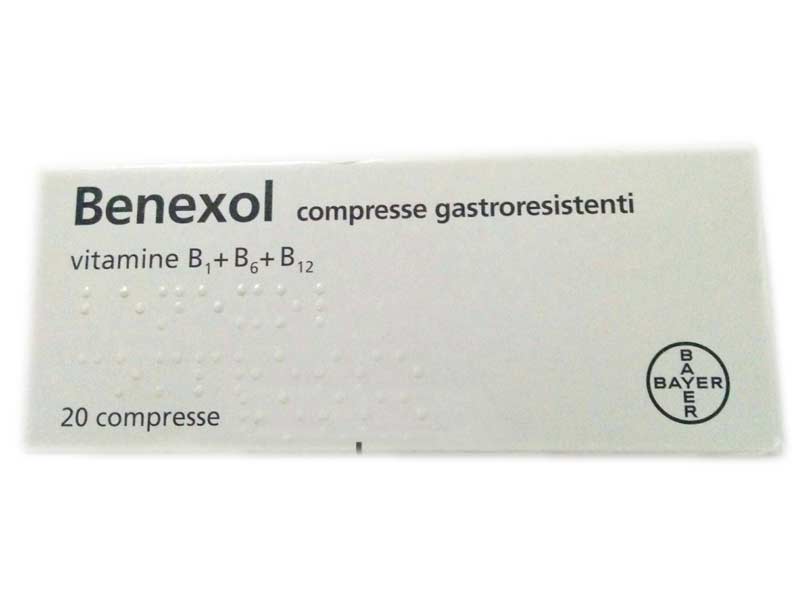 Benexol compresse gastroresistenti
vitamine B₁+B₆+B₁₂
20 compresse
BAYER
BAYER